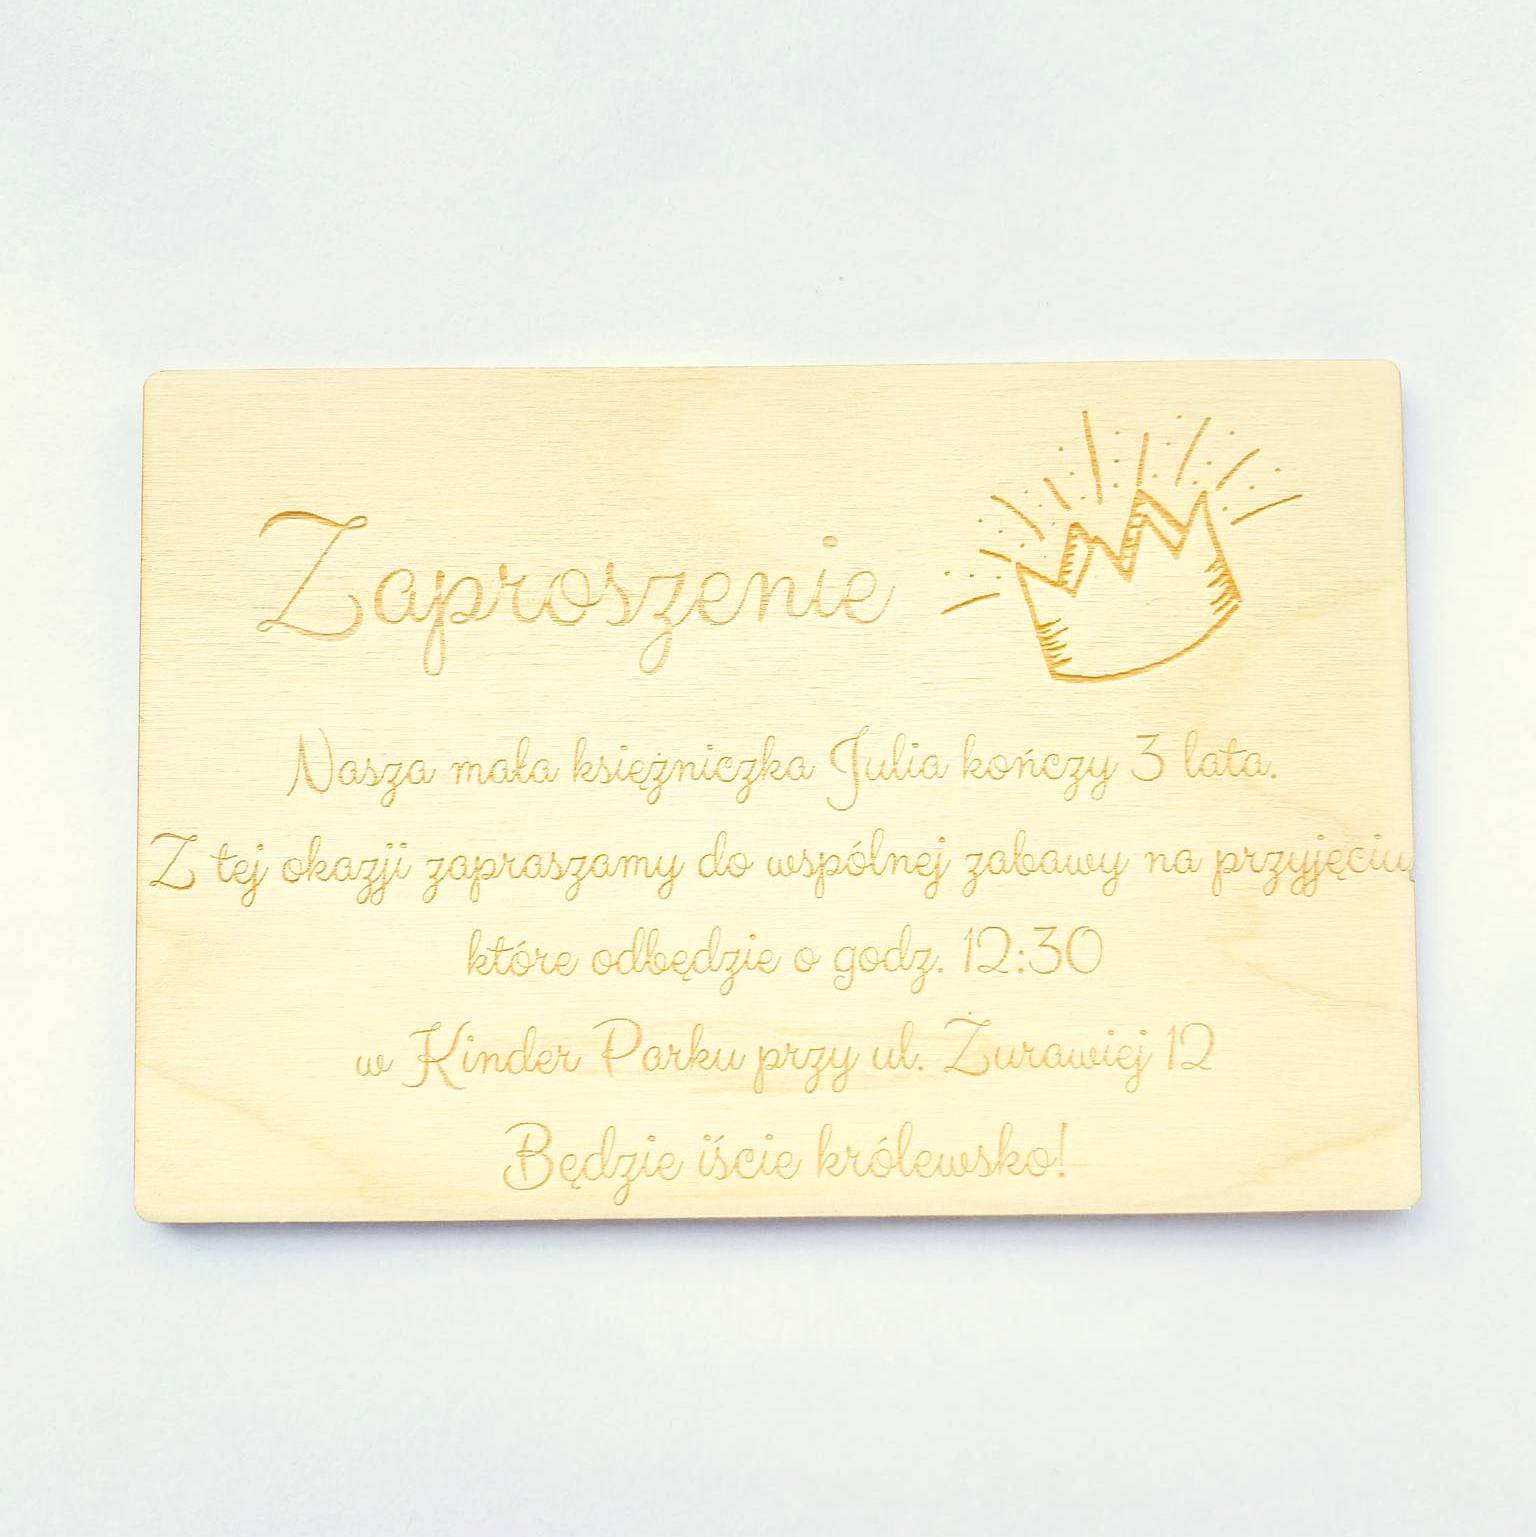 Zaproszenie
Nasza mała księżniczka Julia kończy 3 lata.
Z tej okazji zapraszamy do wspólnej zabawy na przyjęciu
które odbędzie o godz. 12:30
w Kinder Parku przy ul. Żurawiej 12
Będzie iście królewsko!